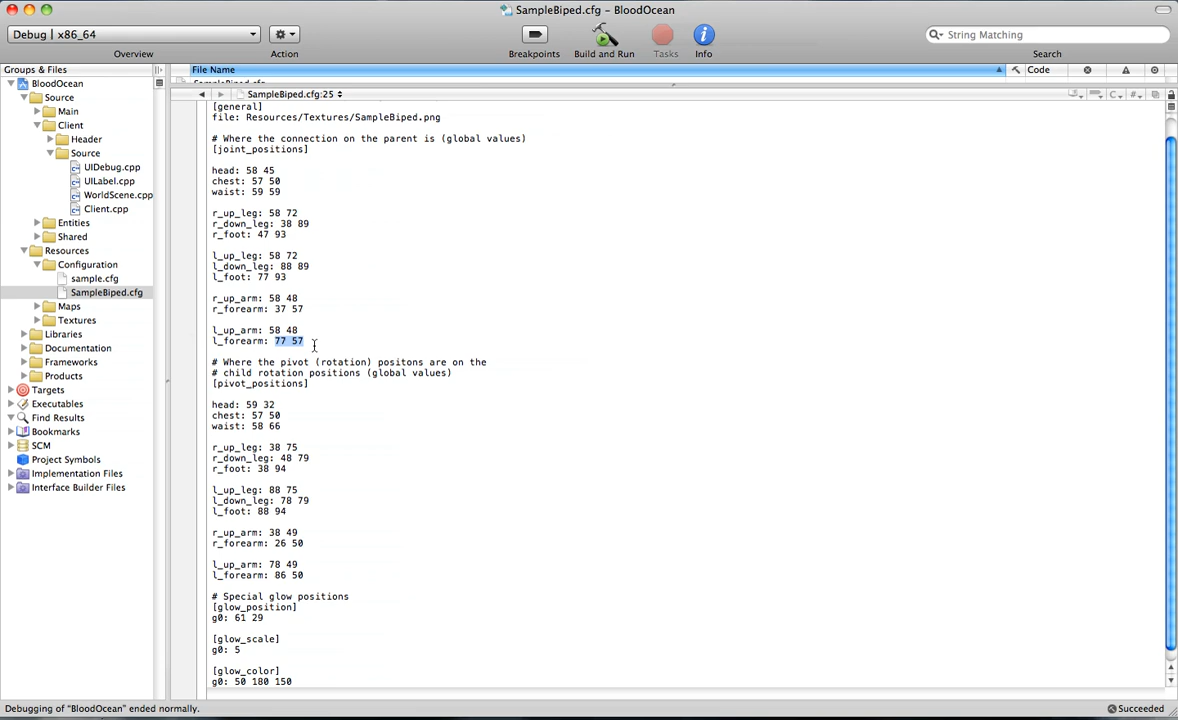 SampleBiped.cfg – BloodOcean
Debug | x86_64
String Matching
Overview
Action
Breakpoints
Build and Run
Tasks
Info
Search
Groups & Files
File Name
Code
BloodOcean
Source
Main
Client
Header
Source
UIDebug.cpp
UILabel.cpp
WorldScene.cpp
Client.cpp
Entities
Shared
Resources
Configuration
sample.cfg
SampleBiped.cfg
Maps
Textures
Libraries
Documentation
Frameworks
Products
Targets
Executables
Find Results
Bookmarks
SCM
Project Symbols
Implementation Files
Interface Builder Files
SampleBiped.cfg:25
C
#
[general]
file: Resources/Textures/SampleBiped.png
# Where the connection on the parent is (global values)
[joint_positions]
head: 58 45
chest: 57 50
waist: 59 59
r_up_leg: 58 72
r_down_leg: 38 89
r_foot: 47 93
l_up_leg: 58 72
l_down_leg: 88 89
l_foot: 77 93
r_up_arm: 58 48
r_forearm: 37 57
l_up_arm: 58 48
l_forearm: 77 57
# Where the pivot (rotation) positons are on the
# child rotation positions (global values)
[pivot_positions]
head: 59 32
chest: 57 50
waist: 58 66
r_up_leg: 38 75
r_down_leg: 48 79
r_foot: 38 94
l_up_leg: 88 75
l_down_leg: 78 79
l_foot: 88 94
r_up_arm: 38 49
r_forearm: 26 50
l_up_arm: 78 49
l_forearm: 86 50
# Special glow positions
[glow_position]
g0: 61 29
[glow_scale]
g0: 5
[glow_color]
g0: 50 180 150
Debugging of "BloodOcean" ended normally.
Succeeded